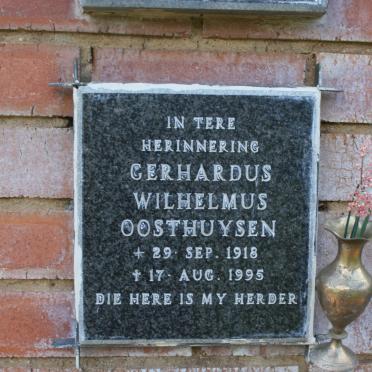 IN TERE
HERINNERING
GERHARDUS
WILHELMUS
OOSTHUYSEN
+ 29· SEP. 1918
✝ 17· AUG. 1995
DIE HERE IS MY HERDER